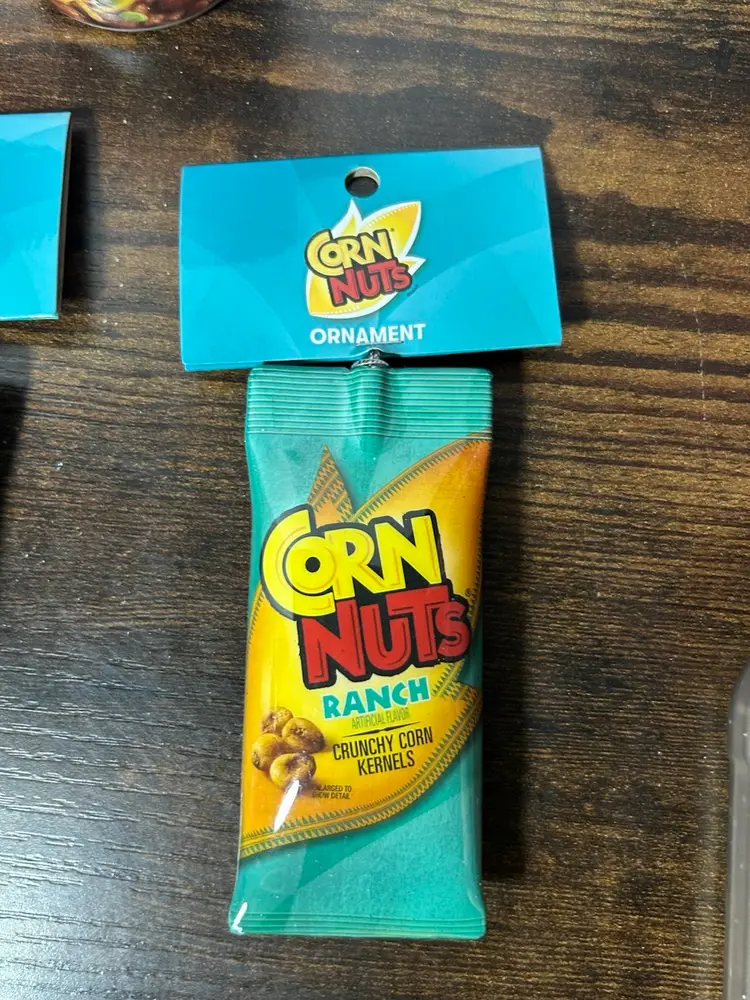 CORN
NUTS
ORNAMENT
CORN
NUTS
RANCH
ARTIFICIAL FLAVOR
CRUNCHY CORN
KERNELS
ENLARGED TO
SHOW DETAIL